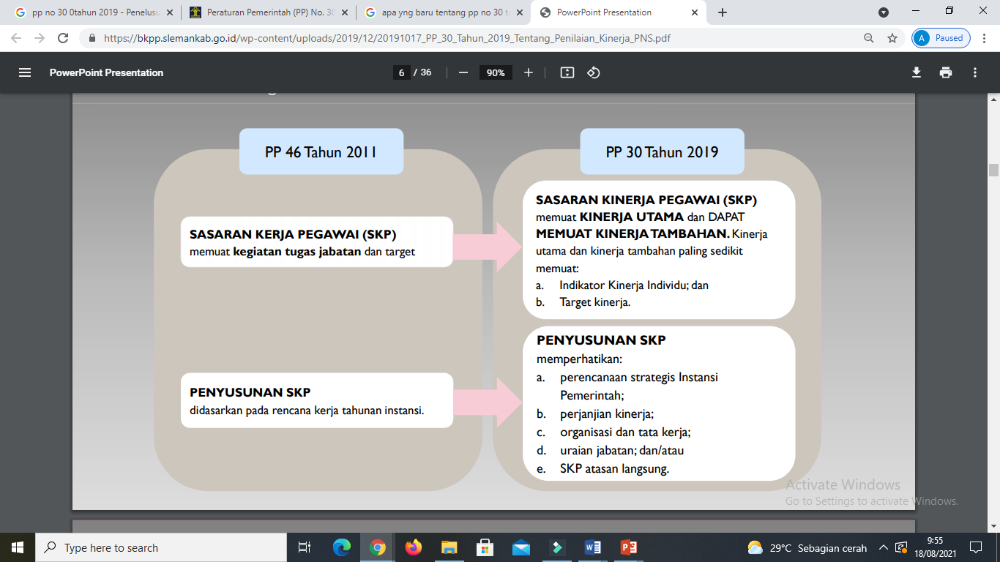 pp no 30 0tahun 2019 - Penelusu
Peraturan Pemerintah (PP) No. 30
apa yng baru tentang pp no 30 t
PowerPoint Presentation
https://bkpp.slemankab.go.id/wp-content/uploads/2019/12/20191017_PP_30_Tahun_2019_Tentang_Penilaian_Kinerja_PNS.pdf
A Paused
PowerPoint Presentation
6 / 36
90%
PP 46 Tahun 2011
SASARAN KERJA PEGAWAI (SKP)
memuat kegiatan tugas jabatan dan target
PENYUSUNAN SKP
didasarkan pada rencana kerja tahunan instansi.
PP 30 Tahun 2019
SASARAN KINERJA PEGAWAI (SKP)
memuat KINERJA UTAMA dan DAPAT
MEMUAT KINERJA TAMBAHAN. Kinerja
utama dan kinerja tambahan paling sedikit
memuat:
a. Indikator Kinerja Individu; dan
b. Target kinerja.
PENYUSUNAN SKP
memperhatikan:
a. perencanaan strategis Instansi
Pemerintah;
b. perjanjian kinerja;
c. organisasi dan tata kerja;
d. uraian jabatan; dan/atau
e. SKP atasan langsung.
Activate Windows
Go to Settings to activate Windows.
Type here to search
29°C Sebagian cerah
9:55
18/08/2021